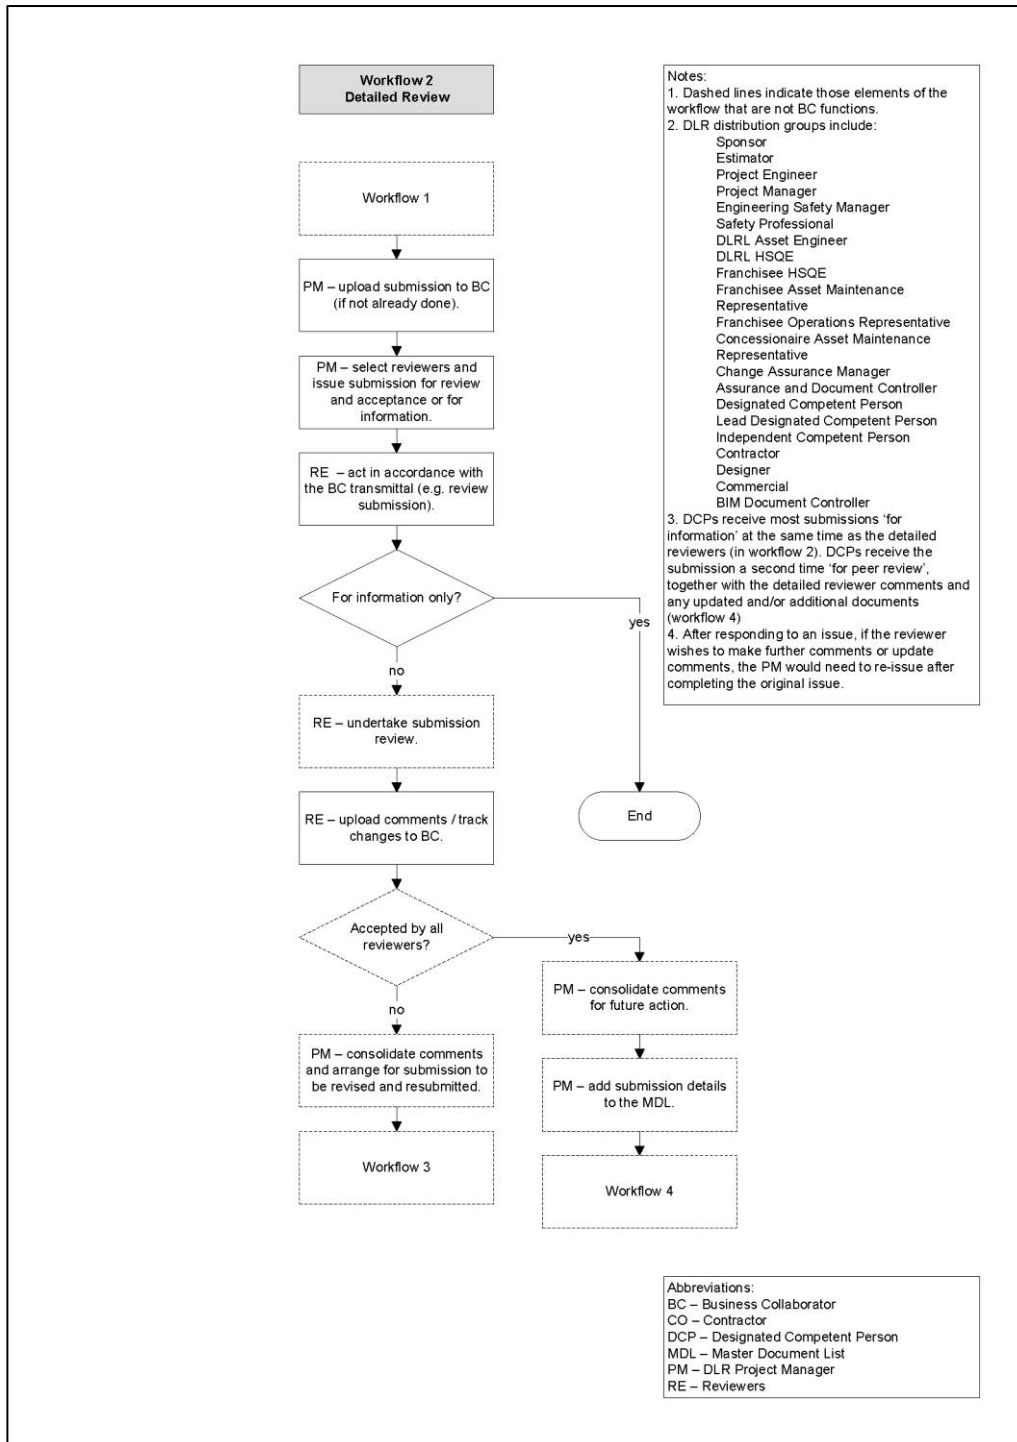 Workflow 2
Detailed Review
Workflow 1
PM – upload submission to BC
(if not already done).
PM – select reviewers and
issue submission for review
and acceptance or for
information.
RE – act in accordance with
the BC transmittal (e.g. review
submission).
For information only?
yes
no
RE – undertake submission
review.
RE – upload comments / track
changes to BC.
End
Accepted by all
reviewers?
yes
no
PM – consolidate comments
for future action.
PM – consolidate comments
and arrange for submission to
be revised and resubmitted.
PM – add submission details
to the MDL.
Workflow 3
Workflow 4
Notes:
1. Dashed lines indicate those elements of the
workflow that are not BC functions.
2. DLR distribution groups include:
Sponsor
Estimator
Project Engineer
Project Manager
Engineering Safety Manager
Safety Professional
DLRL Asset Engineer
DLRL HSQE
Franchisee HSQE
Franchisee Asset Maintenance
Representative
Franchisee Operations Representative
Concessionaire Asset Maintenance
Representative
Change Assurance Manager
Assurance and Document Controller
Designated Competent Person
Lead Designated Competent Person
Independent Competent Person
Contractor
Designer
Commercial
BIM Document Controller
3. DCPs receive most submissions ‘for
information’ at the same time as the detailed
reviewers (in workflow 2). DCPs receive the
submission a second time ‘for peer review’,
together with the detailed reviewer comments and
any updated and/or additional documents
(workflow 4)
4. After responding to an issue, if the reviewer
wishes to make further comments or update
comments, the PM would need to re-issue after
completing the original issue.
Abbreviations:
BC – Business Collaborator
CO – Contractor
DCP – Designated Competent Person
MDL – Master Document List
PM – DLR Project Manager
RE – Reviewers